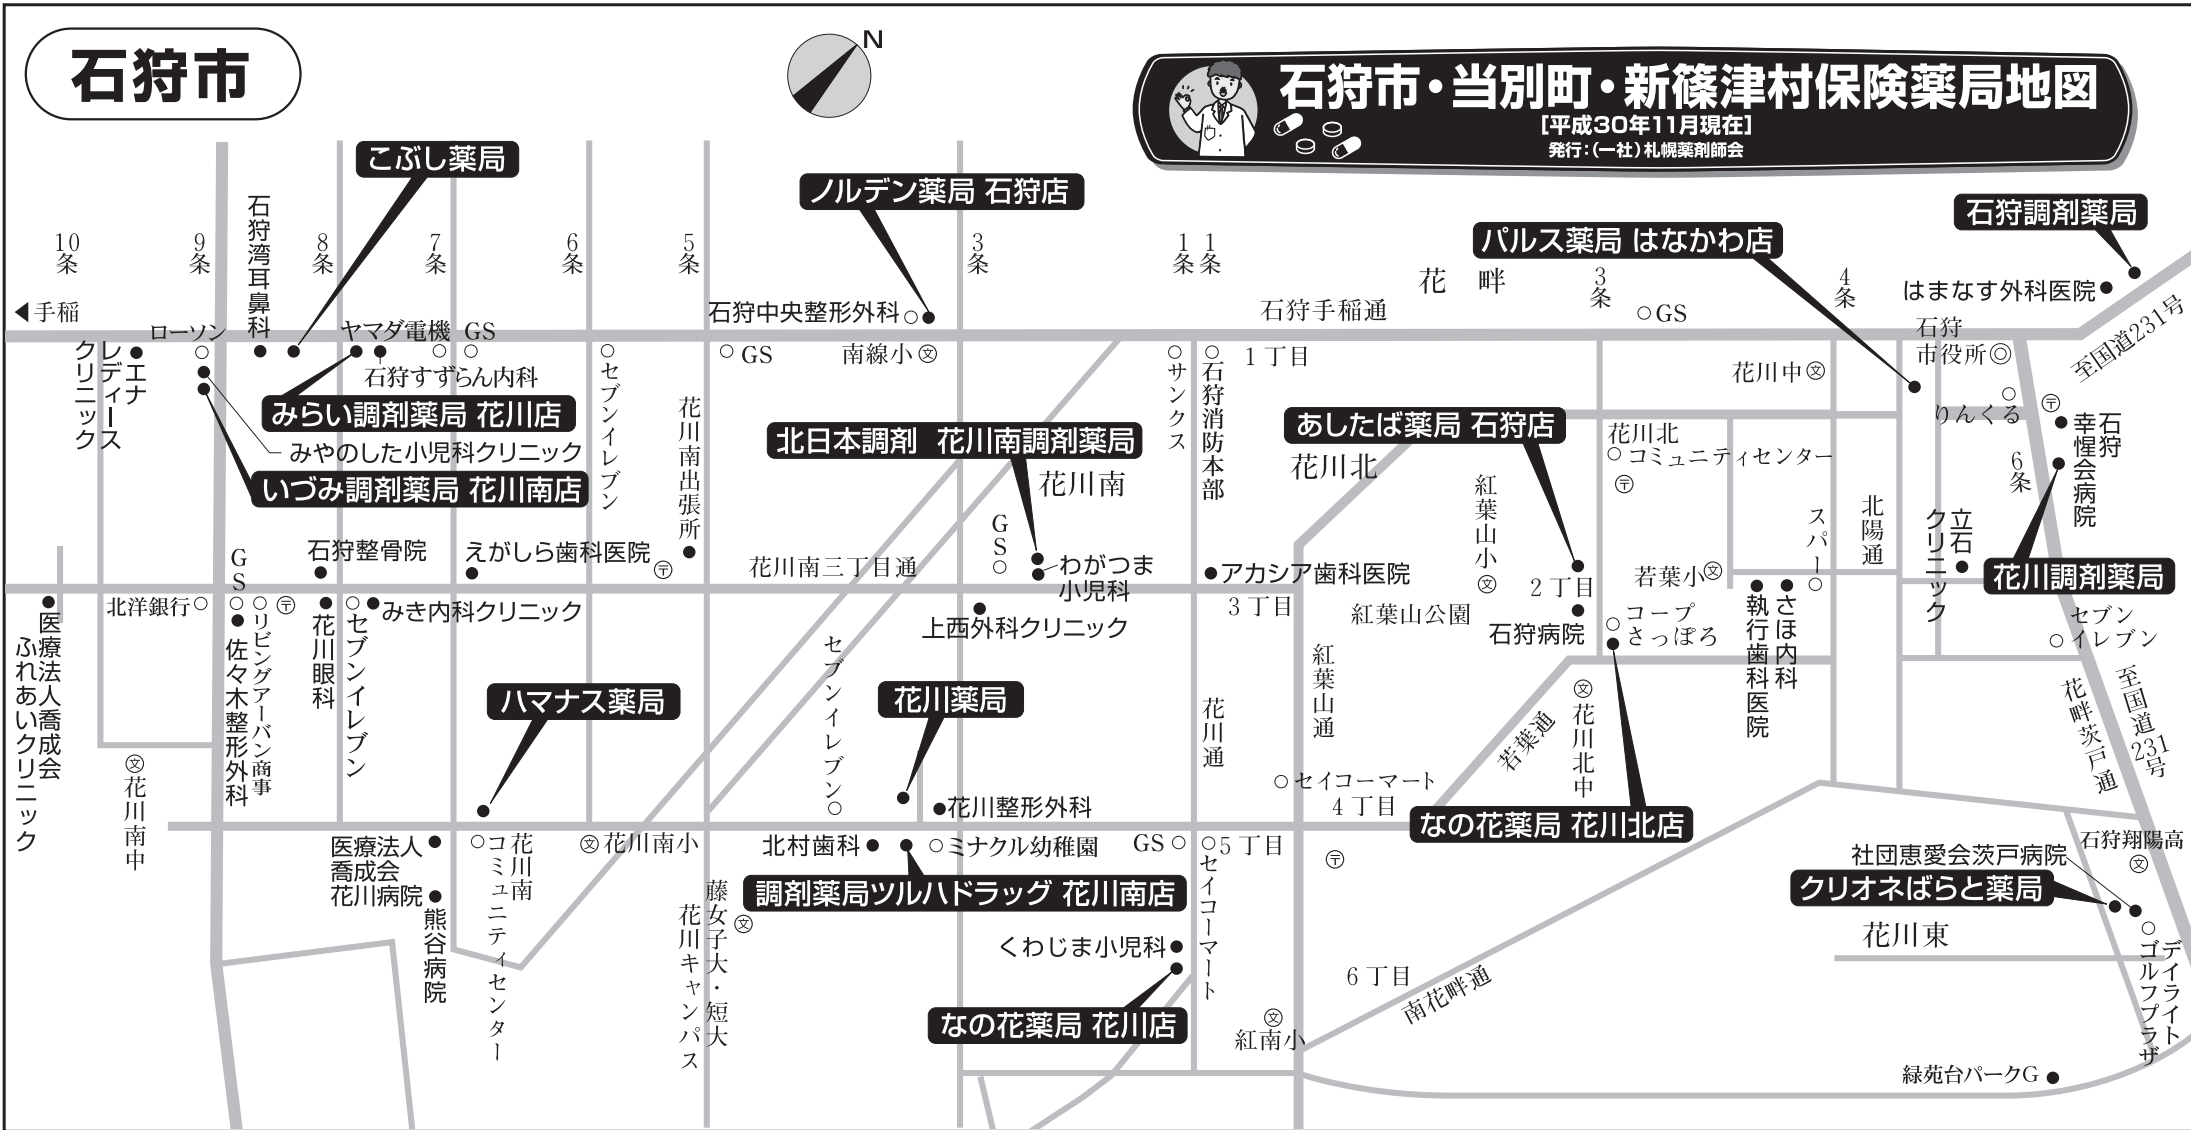 石狩市
N
石狩市・当別町・新篠津村保険薬局地図
[平成30年11月現在]
発行:(一社)札幌薬剤師会
こぶし薬局
ノルデン薬局 石狩店
パルス薬局 はなかわ店
石狩調剤薬局
10条
9条
石狩湾耳鼻科
8条
7条
6条
5条
3条
1条
1条
花畔
3条
4条
はまなす外科医院
手稲
ローソン
ヤマダ電機
GS
石狩中央整形外科
石狩手稲通
GS
石狩
市役所
至国道231号
エナ
レディース
クリニック
石狩すずらん内科
セブンイレブン
GS
南線小
文
サンクス
石狩消防本部
1丁目
花川中
文
りんくる
〒
石狩
幸惺会病院
みらい調剤薬局 花川店
みやのした小児科クリニック
いづみ調剤薬局 花川南店
花川南出張所
北日本調剤 花川南調剤薬局
花川南
あしたば薬局 石狩店
花川北
花川北
コミュニティセンター
〒
6条
紅葉山小
文
スパー
北陽通
立石
クリニック
花川調剤薬局
GS
石狩整骨院
えがしら歯科医院
〒
花川南三丁目通
GS
わがつま
小児科
アカシア歯科医院
3丁目
2丁目
若葉小
文
医療法人喬成会
ふれあいクリニック
北洋銀行
佐々木整形外科
リビングアーバン商事
〒
花川眼科
セブンイレブン
みき内科クリニック
上西外科クリニック
紅葉山公園
石狩病院
コープ
さっぽろ
執行歯科医院
さほ内科
セブン
イレブン
セブンイレブン
紅葉山通
花川通
若葉通
文
花川北中
花畔茨戸通
至国道231号
ハマナス薬局
花川薬局
文
花川南中
セイコーマート
4丁目
花川整形外科
なの花薬局 花川北店
医療法人
喬成会
花川病院
花川南
コミュニティセンター
文
花川南小
北村歯科
ミナクル幼稚園
GS
5丁目
セイコーマート
〒
石狩翔陽高
文
社団恵愛会茨戸病院
クリオネばらと薬局
調剤薬局ツルハドラッグ 花川南店
熊谷病院
藤女子大・短大
花川キャンパス
文
くわじま小児科
花川東
デイライト
ゴルフプラザ
6丁目
南花畔通
なの花薬局 花川店
文
紅南小
緑苑台パークG